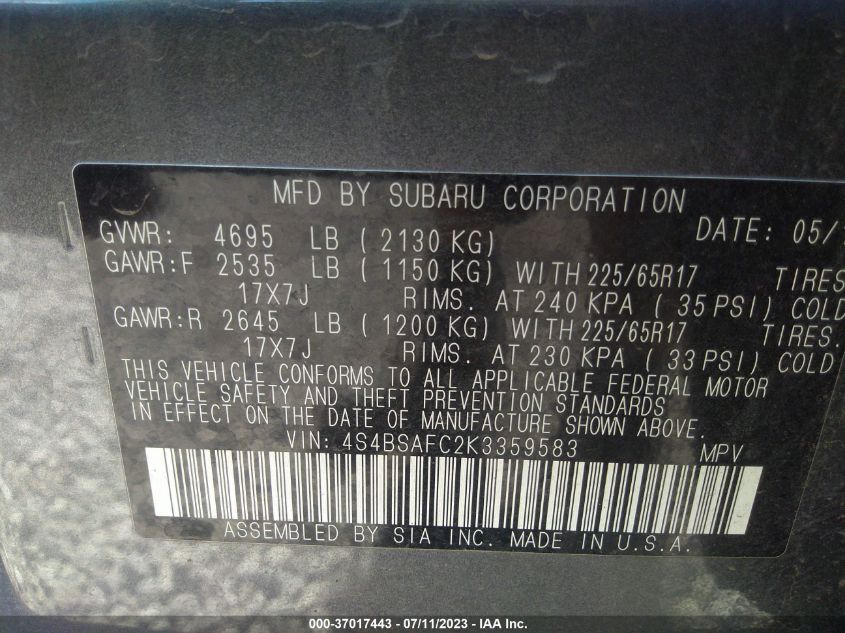 MFD BY SUBARU CORPORATION
DATE: 05/
GVWR: 4695 LB ( 2130 KG)
GAWR:F 2535 LB ( 1150 KG) WITH 225/65R17 TIRES
17X7J RIMS. AT 240 KPA ( 35 PSI) COLD
GAWR:R 2645 LB ( 1200 KG) WITH 225/65R17 TIRES.
17X7J RIMS. AT 230 KPA ( 33 PSI) COLD
THIS VEHICLE CONFORMS TO ALL APPLICABLE FEDERAL MOTOR
VEHICLE SAFETY AND THEFT PREVENTION STANDARDS
IN EFFECT ON THE DATE OF MANUFACTURE SHOWN ABOVE.
VIN: 4S4BSAFC2K3359583 MPV
ASSEMBLED BY SIA INC. MADE IN U.S.A.
000-37017443 - 07/11/2023 - IAA Inc.